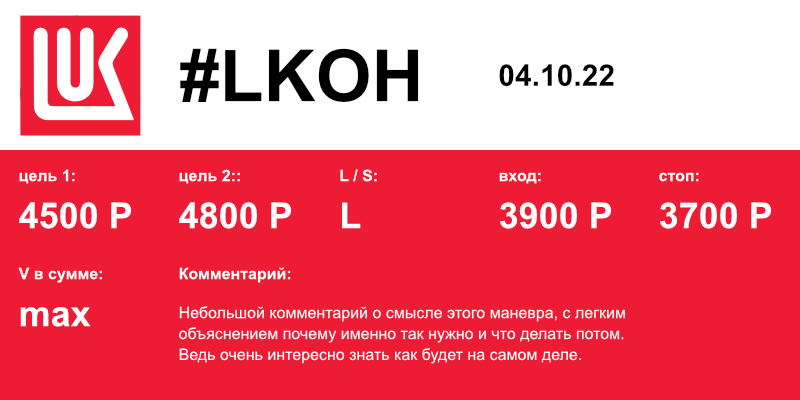 LUK
#LKOH
04.10.22
цель 1:
4500 Р
цель 2::
4800 Р
L / S:
L
вход:
3900 Р
стоп:
3700 Р
V в сумме:
max
Комментарий:
Небольшой комментарий о смысле этого маневра, с легким
объяснением почему именно так нужно и что делать потом.
Ведь очень интересно знать как будет на самом деле.